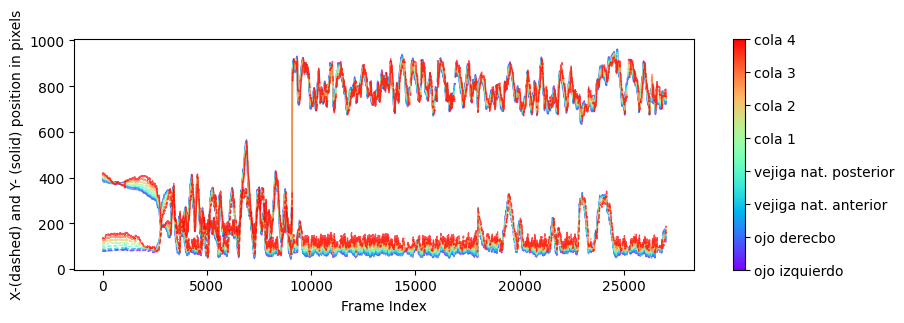 X-(dashed) and Y- (solid) position in pixels
1000
800
600
400
200
0
0
5000
10000
15000
20000
25000
Frame Index
cola 4
cola 3
cola 2
cola 1
vejiga nat. posterior
vejiga nat. anterior
ojo derecbo
ojo izquierdo